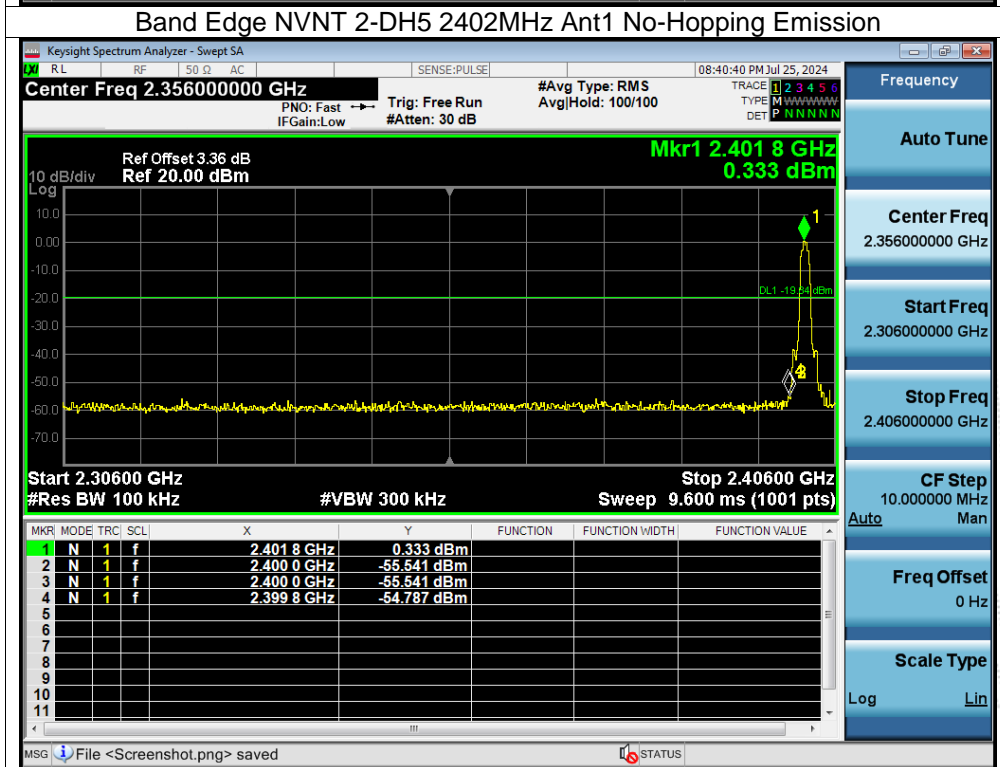 Band Edge NVNT 2-DH5 2402MHz Ant1 No-Hopping Emission
Keysight Spectrum Analyzer - Swept SA
LXI RL RF 50 Ω AC SENSE:PULSE 08:40:40 PM Jul 25, 2024
Center Freq 2.356000000 GHz #Avg Type: RMS TRACE 1 2 3 4 5 6
PNO: Fast Trig: Free Run Avg|Hold: 100/100 TYPE M WWWWW
IFGain:Low #Atten: 30 dB DET P N N N N N
Ref Offset 3.36 dB Mkr1 2.401 8 GHz
10 dB/div Ref 20.00 dBm 0.333 dBm
Log
10.0
1
0.00
-10.0
-20.0
DL1 -19.64 dBm
-30.0
-40.0
-50.0
-60.0
-70.0
Start 2.30600 GHz Stop 2.40600 GHz
#Res BW 100 kHz #VBW 300 kHz Sweep 9.600 ms (1001 pts)
MKR MODE TRC SCL X Y FUNCTION FUNCTION WIDTH FUNCTION VALUE
1 N 1 f 2.401 8 GHz 0.333 dBm
2 N 1 f 2.400 0 GHz -55.541 dBm
3 N 1 f 2.400 0 GHz -55.541 dBm
4 N 1 f 2.399 8 GHz -54.787 dBm
5
6
7
8
9
10
11
MSG File <Screenshot.png> saved STATUS
Frequency
Auto Tune
Center Freq
2.356000000 GHz
Start Freq
2.306000000 GHz
Stop Freq
2.406000000 GHz
CF Step
10.000000 MHz
Auto Man
Freq Offset
0 Hz
Scale Type
Log Lin